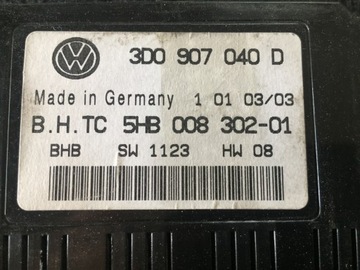 3D0 907 040 D
Made in Germany 1 01 03/03
B.H.TC 5HB 008 302-01
BHB SW 1123 HW 08